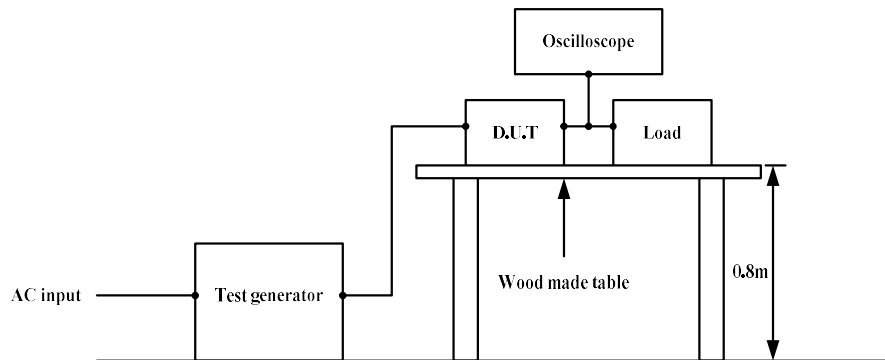 Oscilloscope
D.U.T
Load
0.8m
Wood made table
AC input
Test generator